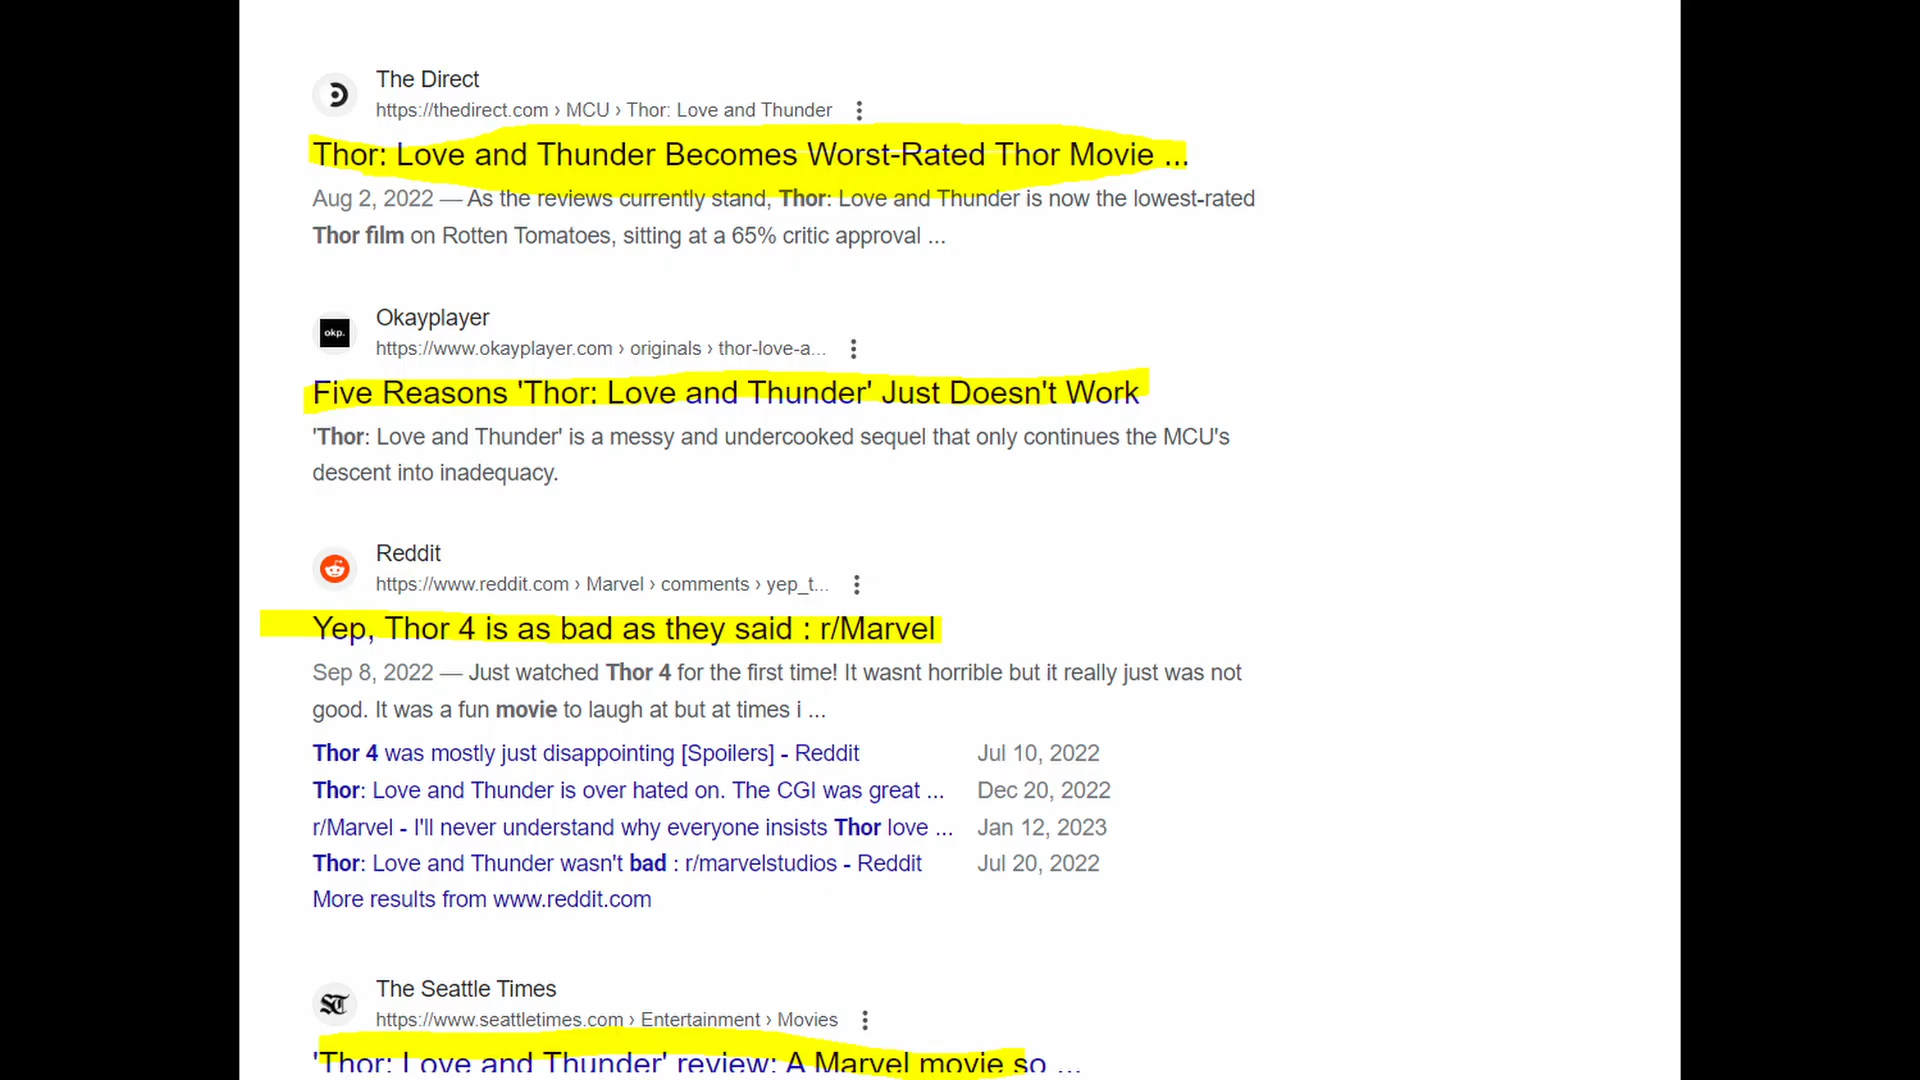 The Direct
https://thedirect.com › MCU › Thor: Love and Thunder
Thor: Love and Thunder Becomes Worst-Rated Thor Movie ...
Aug 2, 2022 — As the reviews currently stand, Thor: Love and Thunder is now the lowest-rated
Thor film on Rotten Tomatoes, sitting at a 65% critic approval ...
okp.
Okayplayer
https://www.okayplayer.com › originals › thor-love-a...
Five Reasons 'Thor: Love and Thunder' Just Doesn't Work
'Thor: Love and Thunder' is a messy and undercooked sequel that only continues the MCU's
descent into inadequacy.
Reddit
https://www.reddit.com › Marvel › comments › yep_t...
Yep, Thor 4 is as bad as they said : r/Marvel
Sep 8, 2022 — Just watched Thor 4 for the first time! It wasnt horrible but it really just was not
good. It was a fun movie to laugh at but at times i ...
Thor 4 was mostly just disappointing [Spoilers] - Reddit Jul 10, 2022
Thor: Love and Thunder is over hated on. The CGI was great ... Dec 20, 2022
r/Marvel - I'll never understand why everyone insists Thor love ... Jan 12, 2023
Thor: Love and Thunder wasn't bad : r/marvelstudios - Reddit Jul 20, 2022
More results from www.reddit.com
ST
The Seattle Times
https://www.seattletimes.com › Entertainment › Movies
'Thor: Love and Thunder' review: A Marvel movie so ...